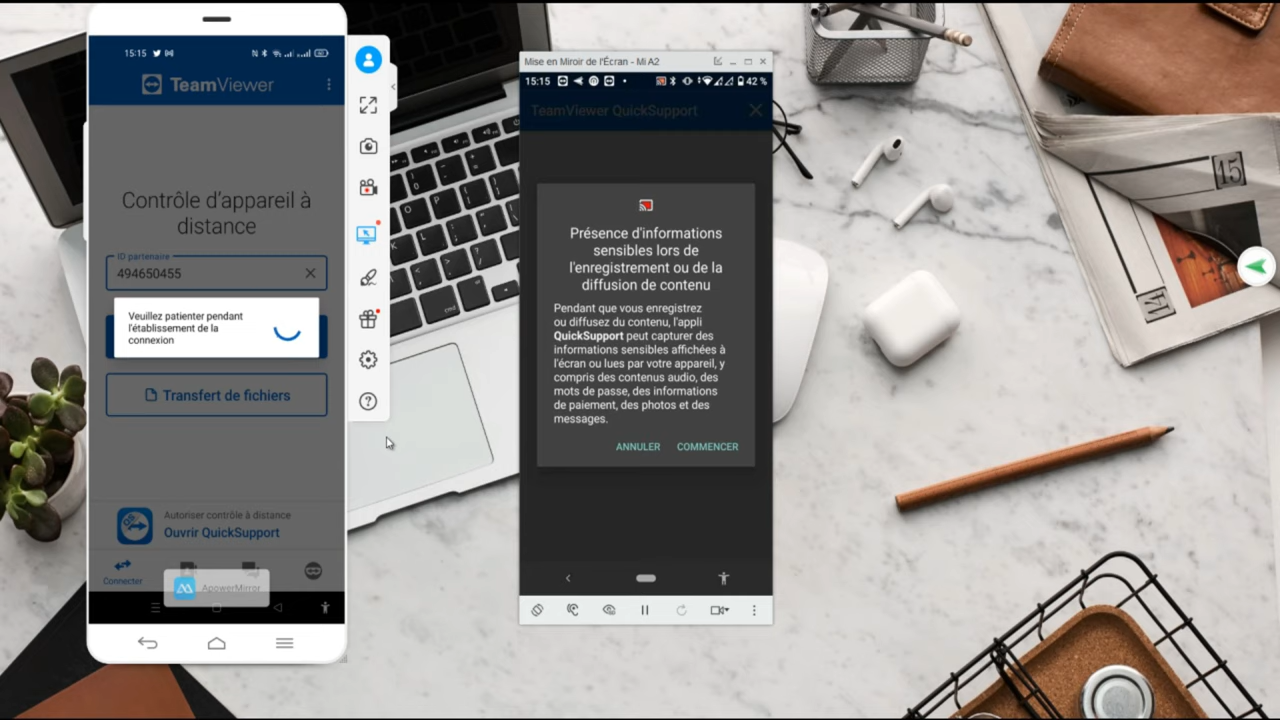 15:15
TeamViewer
Contrôle d'appareil à
distance
ID partenaire
494650455
Veuillez patienter pendant
l'établissement de la
connexion
Transfert de fichiers
Autoriser contrôle à distance
Ouvrir QuickSupport
Connecter
ApowerMirror
Mise en Miroir de l'Écran - Mi A2
15:15
42 %
TeamViewer QuickSupport
Présence d'informations
sensibles lors de
l'enregistrement ou de la
diffusion de contenu
Pendant que vous enregistrez
ou diffusez du contenu, l'appli
QuickSupport peut capturer des
informations sensibles affichées à
l'écran ou lues par votre appareil, y
compris des contenus audio, des
mots de passe, des informations
de paiement, des photos et des
messages.
ANNULER COMMENCER
15
14